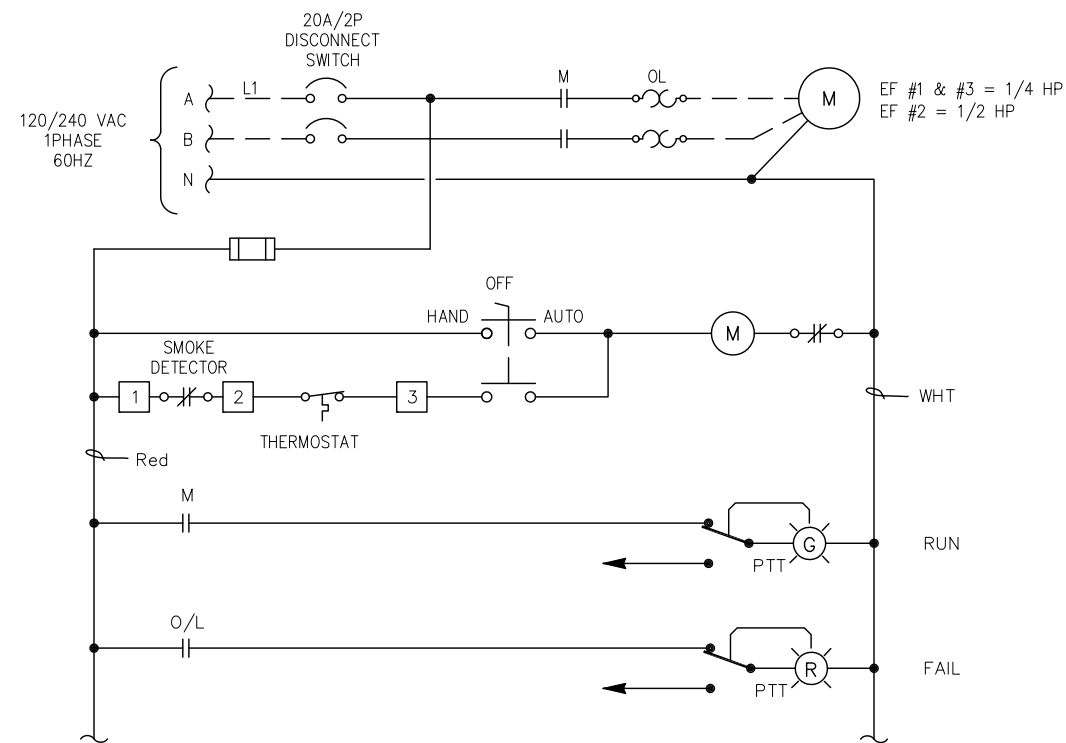 20A/2P
DISCONNECT
SWITCH
A
L1
M
OL
M
EF #1 & #3 = 1/4 HP
EF #2 = 1/2 HP
120/240 VAC
1PHASE
60HZ
B
N
OFF
HAND
AUTO
M
SMOKE
DETECTOR
1
2
3
WHT
THERMOSTAT
Red
M
G
RUN
PTT
O/L
R
FAIL
PTT